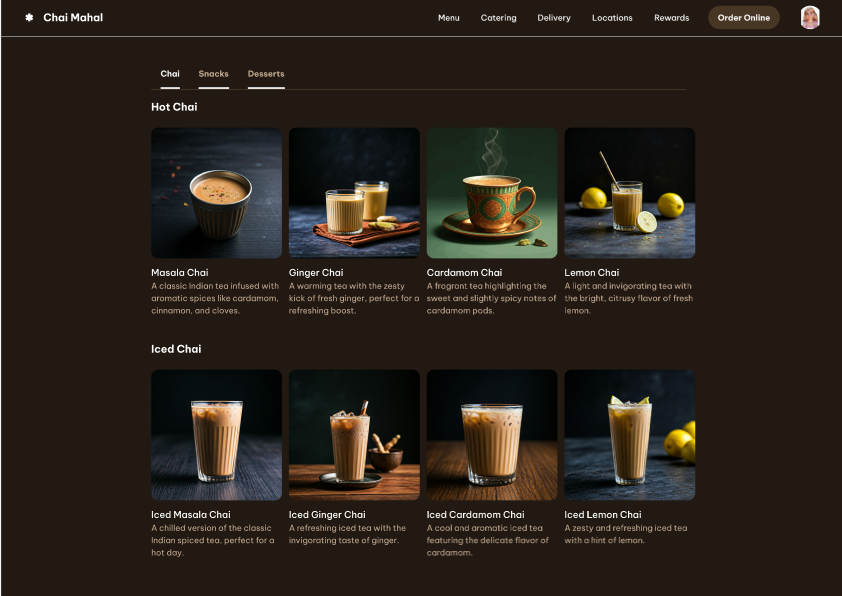 Chai Mahal
Menu Catering Delivery Locations Rewards Order Online
Chai Snacks Desserts
Hot Chai
Masala Chai
A classic Indian tea infused with
aromatic spices like cardamom,
cinnamon, and cloves.
Ginger Chai
A warming tea with the zesty
kick of fresh ginger, perfect for a
refreshing boost.
Cardamom Chai
A fragrant tea highlighting the
sweet and slightly spicy notes of
cardamom pods.
Lemon Chai
A light and invigorating tea with
the bright, citrusy flavor of fresh
lemon.
Iced Chai
Iced Masala Chai
A chilled version of the classic
Indian spiced tea, perfect for a
hot day.
Iced Ginger Chai
A refreshing iced tea with the
invigorating taste of ginger.
Iced Cardamom Chai
A cool and aromatic iced tea
featuring the delicate flavor of
cardamom.
Iced Lemon Chai
A zesty and refreshing iced tea
with a hint of lemon.